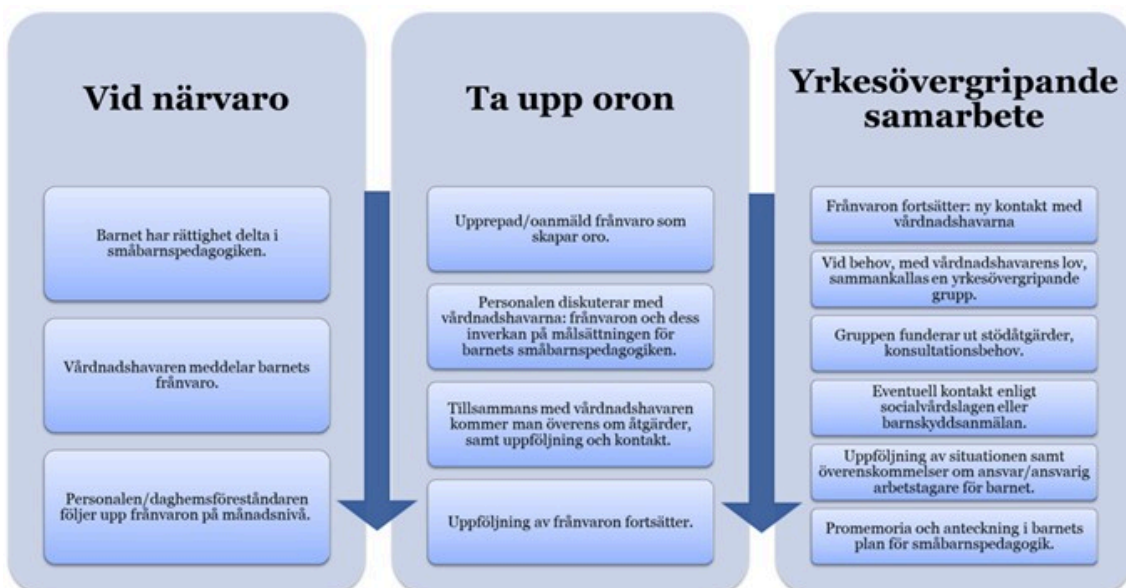 Vid närvaro
Barnet har rättighet delta i
småbarnspedagogiken.
Vårdnadshavaren meddelar barnets
frånvaro.
Personalen/daghemsföreståndaren
följer upp frånvaron på månadsnivå.
Ta upp oron
Upprepad/oanmäld frånvaro som
skapar oro.
Personalen diskuterar med
vårdnadshavarna: frånvaron och dess
inverkan på målsättningen för
barnets småbarnspedagogiken.
Tillsammans med vårdnadshavaren
kommer man överens om åtgärder,
samt uppföljning och kontakt.
Uppföljning av frånvaron fortsätter.
Yrkesövergripande
samarbete
Frånvaron fortsätter: ny kontakt med
vårdnadshavarna
Vid behov, med vårdnadshavarens lov,
sammankallas en yrkesövergripande
grupp.
Gruppen funderar ut stödåtgärder,
konsultationsbehov.
Eventuell kontakt enligt
socialvårdslagen eller
barnskyddsanmälan.
Uppföljning av situationen samt
överenskommelser om ansvar/ansvarig
arbetstagare för barnet.
Promemoria och anteckning i barnets
plan för småbarnspedagogik.